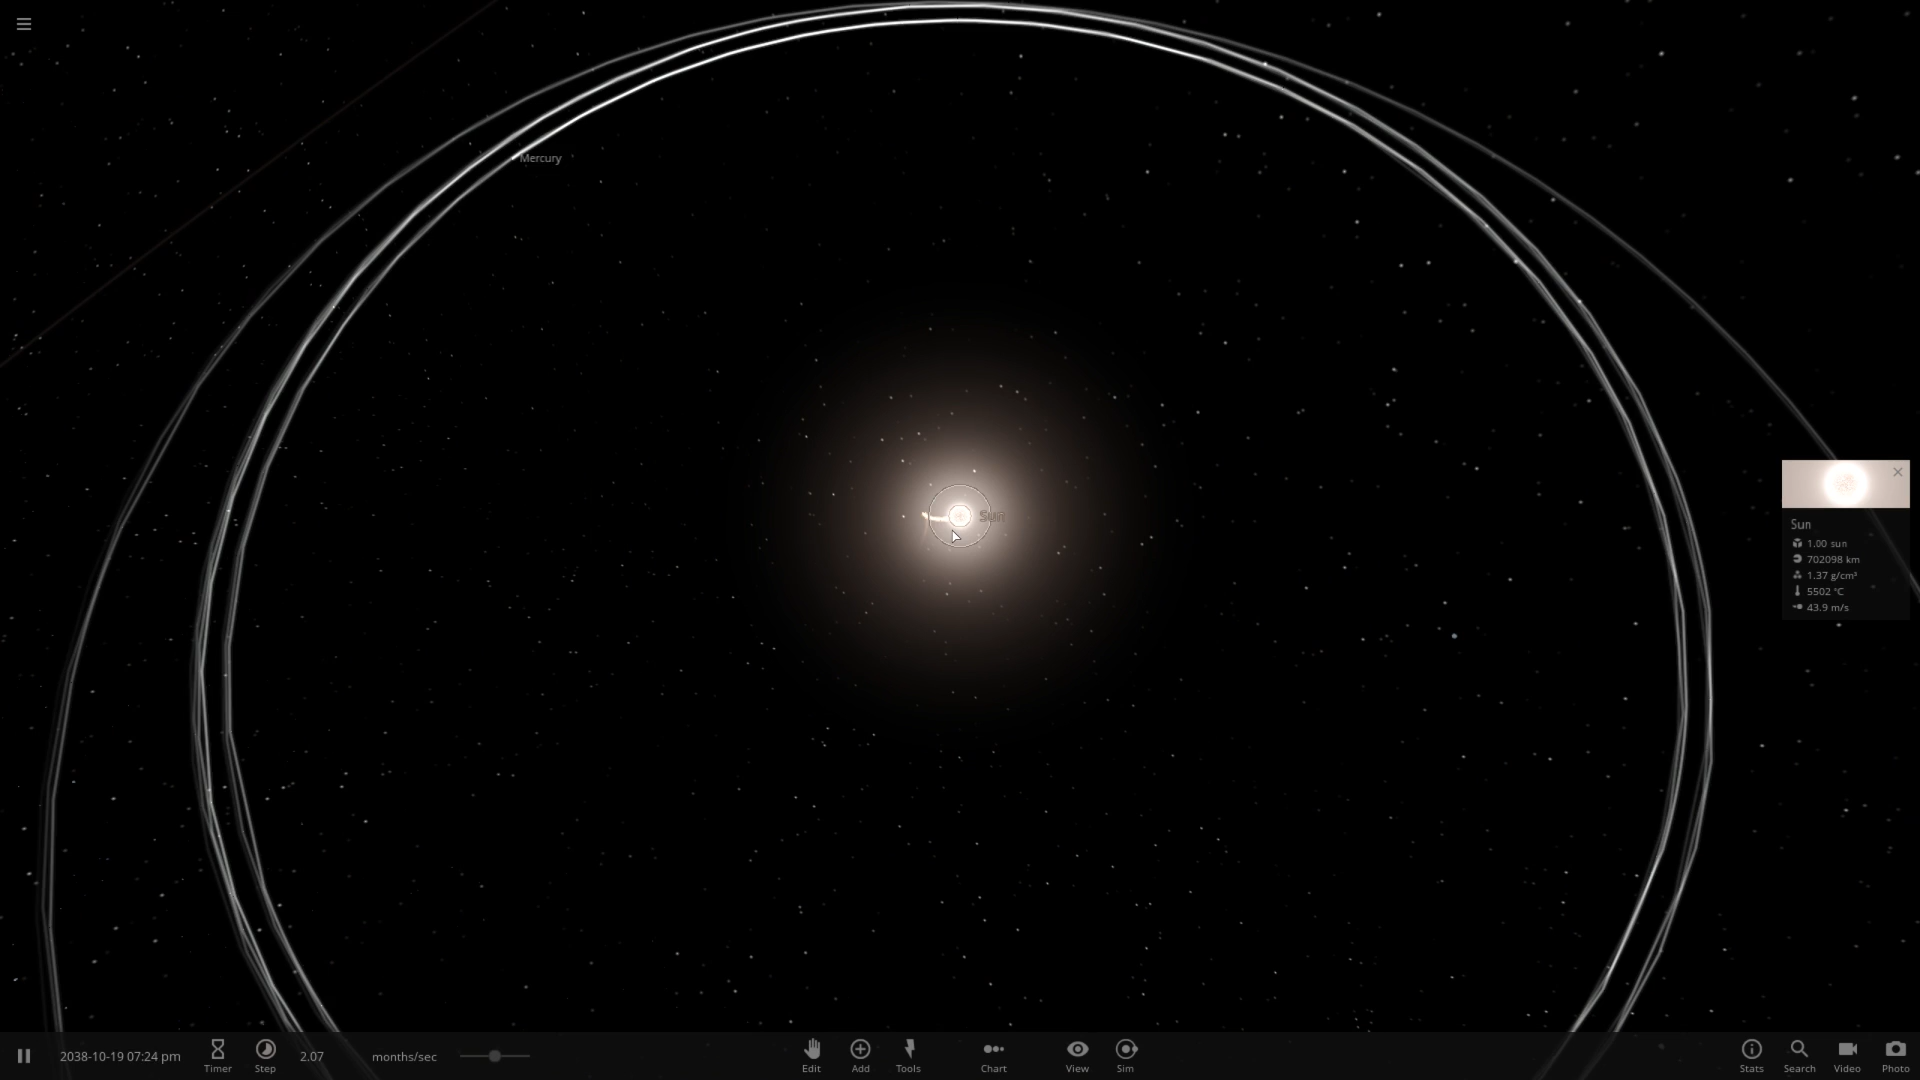 Mercury
Sun
Sun
1.00 sun
702098 km
1.37 g/cm³
5502 °C
43.9 m/s
2038-10-19 07:24 pm
Timer
Step
2.07
months/sec
Edit
Add
Tools
Chart
View
Sim
Stats
Search
Video
Photo